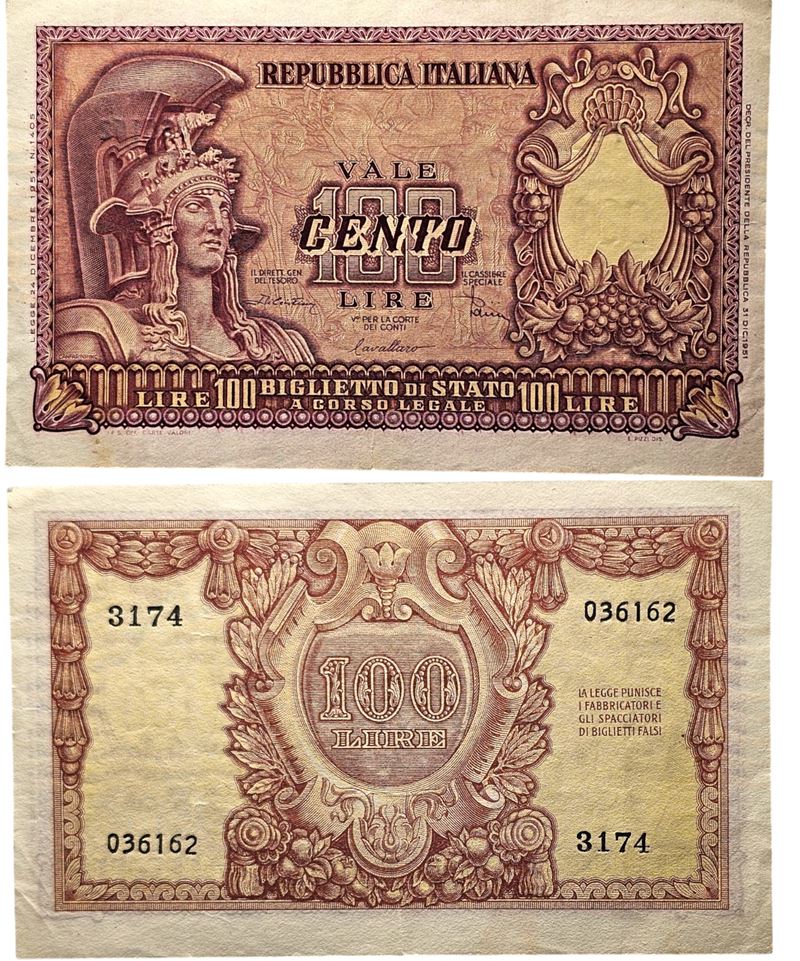 REPUBBLICA ITALIANA
LEGGE 24 DICEMBRE 1951. N. 1405
VALE
100
CENTO
LIRE
IL DIRETT. GEN.
DEL TESORO
IL CASSIERE
SPECIALE
Vº PER LA CORTE
DEI CONTI
Cavallaro
DECR. DEL PRESIDENTE DELLA REPUBBLICA 31 DIC. 1951
LIRE 100 BIGLIETTO DI STATO 100 LIRE
A CORSO LEGALE
CARTE VALORI
E. PIZZI DIS.
3174
036162
100
LIRE
LA LEGGE PUNISCE
I FABBRICATORI E
GLI SPACCIATORI
DI BIGLIETTI FALSI
036162
3174